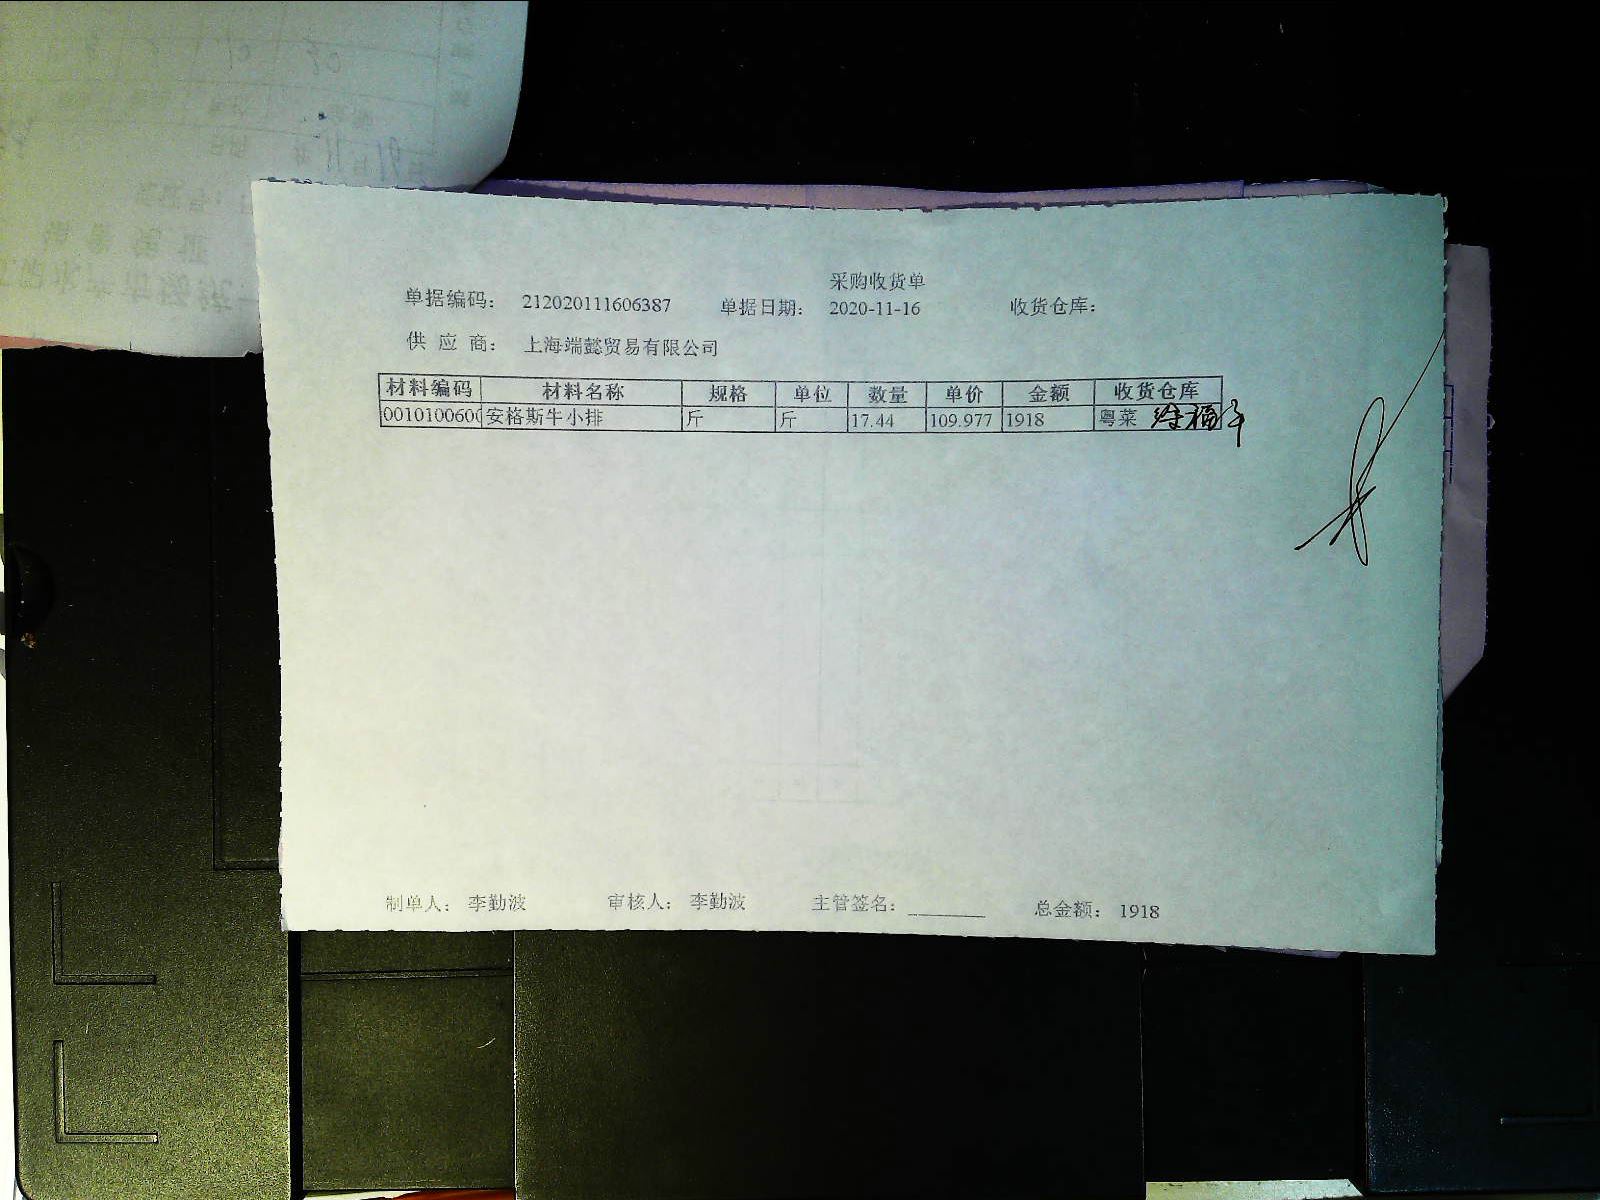 采购收货单
单据编码： 212020111606387 单据日期： 2020-11-16 收货仓库：
供 应 商： 上海端懿贸易有限公司
材料编码 材料名称 规格 单位 数量 单价 金额 收货仓库
0010100600 安格斯牛小排 斤 斤 17.44 109.977 1918 粤菜
制单人： 李勤波 审核人： 李勤波 主管签名： ________ 总金额： 1918